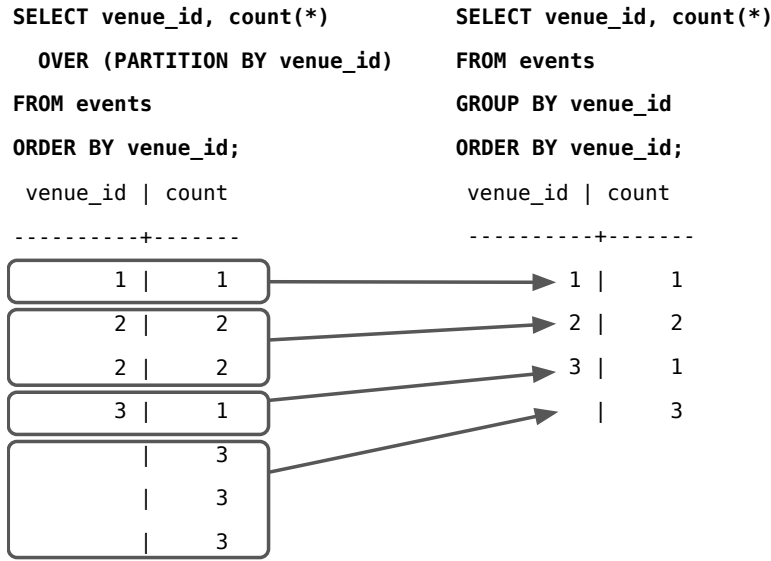 SELECT venue_id, count(*)
OVER (PARTITION BY venue_id)
FROM events
ORDER BY venue_id;
venue_id | count
----------+-------
1 | 1
2 | 2
2 | 2
3 | 1
| 3
| 3
| 3
SELECT venue_id, count(*)
FROM events
GROUP BY venue_id
ORDER BY venue_id;
venue_id | count
----------+-------
1 | 1
2 | 2
3 | 1
| 3